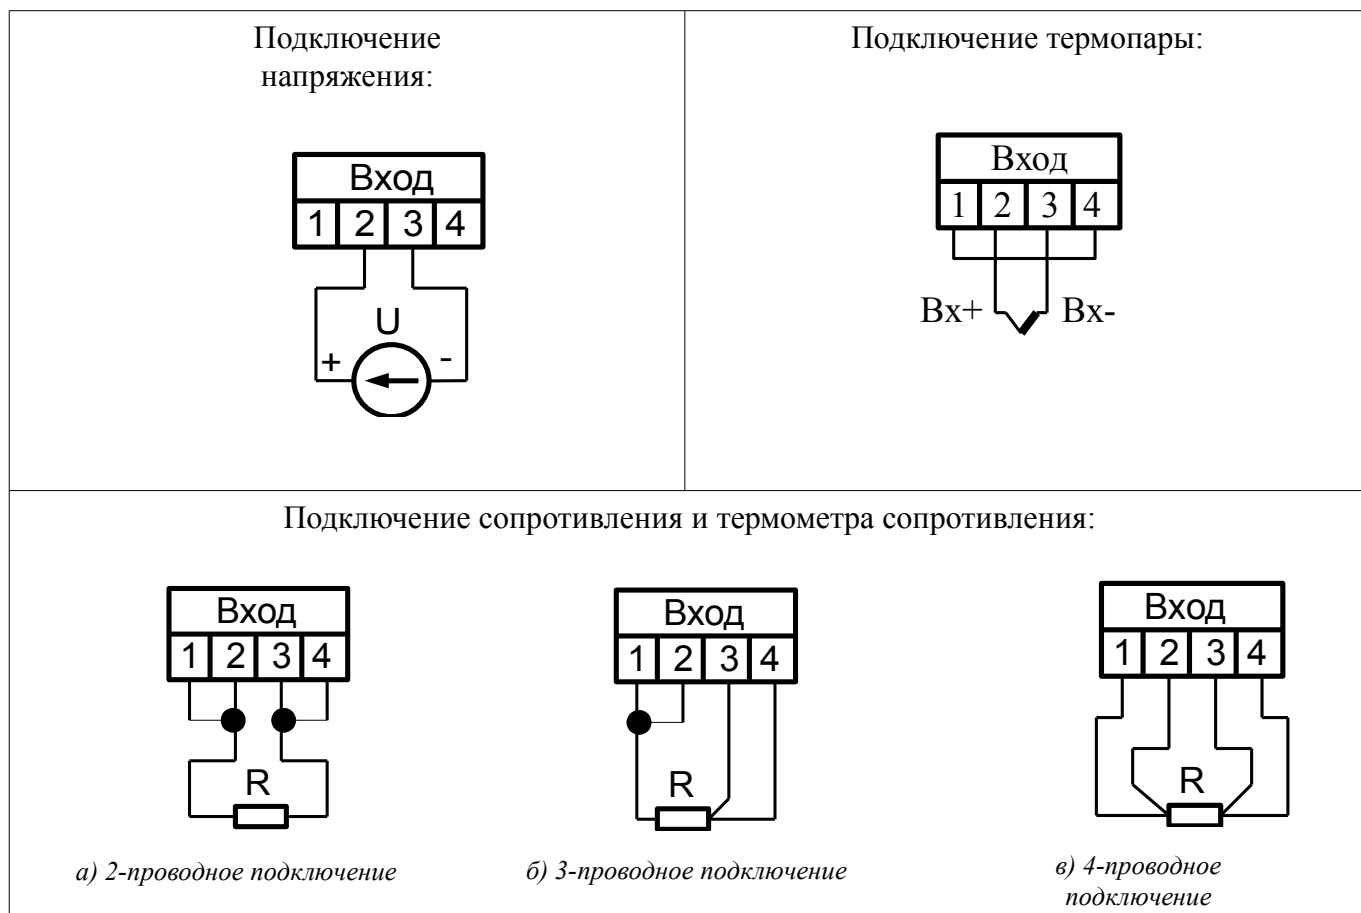 Подключение
напряжения:
Вход
1 2 3 4
U
+ -
Подключение термопары:
Вход
1 2 3 4
Вх+ Вх-
Подключение сопротивления и термометра сопротивления:
Вход
1 2 3 4
R
а) 2-проводное подключение
Вход
1 2 3 4
R
б) 3-проводное подключение
Вход
1 2 3 4
R
в) 4-проводное
подключение